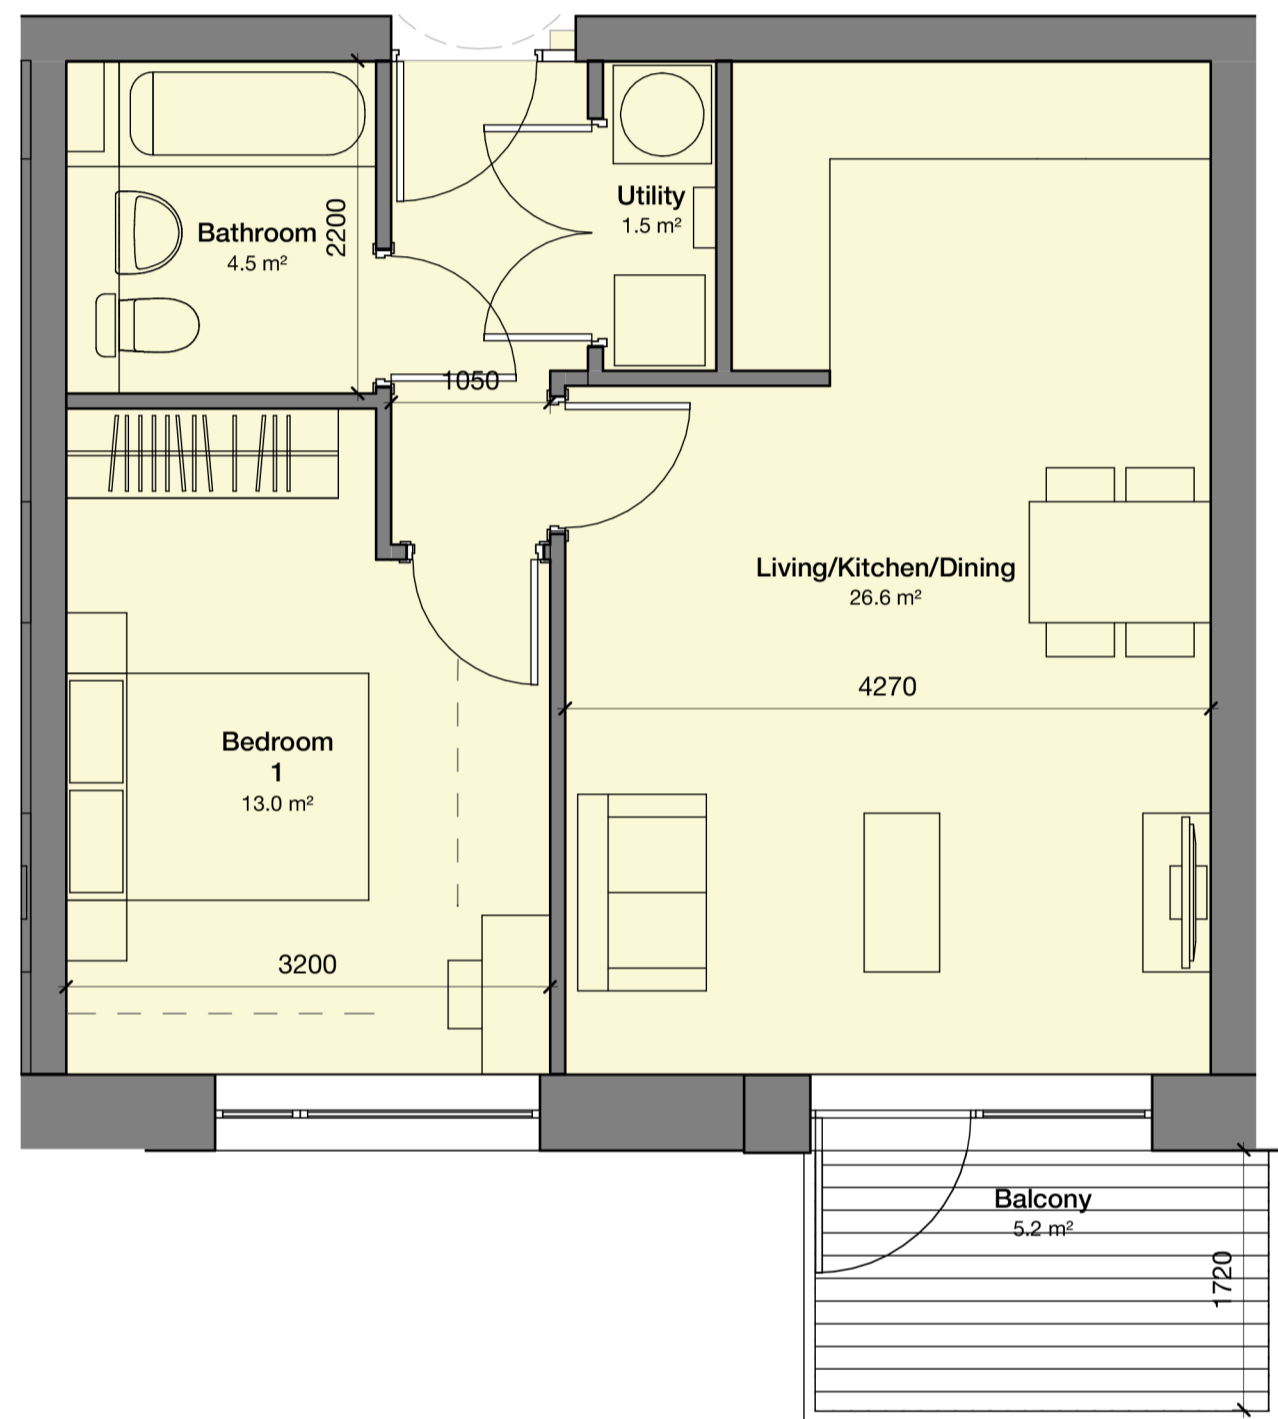 Bathroom
4.5 m²
2200
Utility
1.5 m²
1050
Living/Kitchen/Dining
26.6 m²
4270
Bedroom
1
13.0 m²
3200
Balcony
5.2 m²
1720